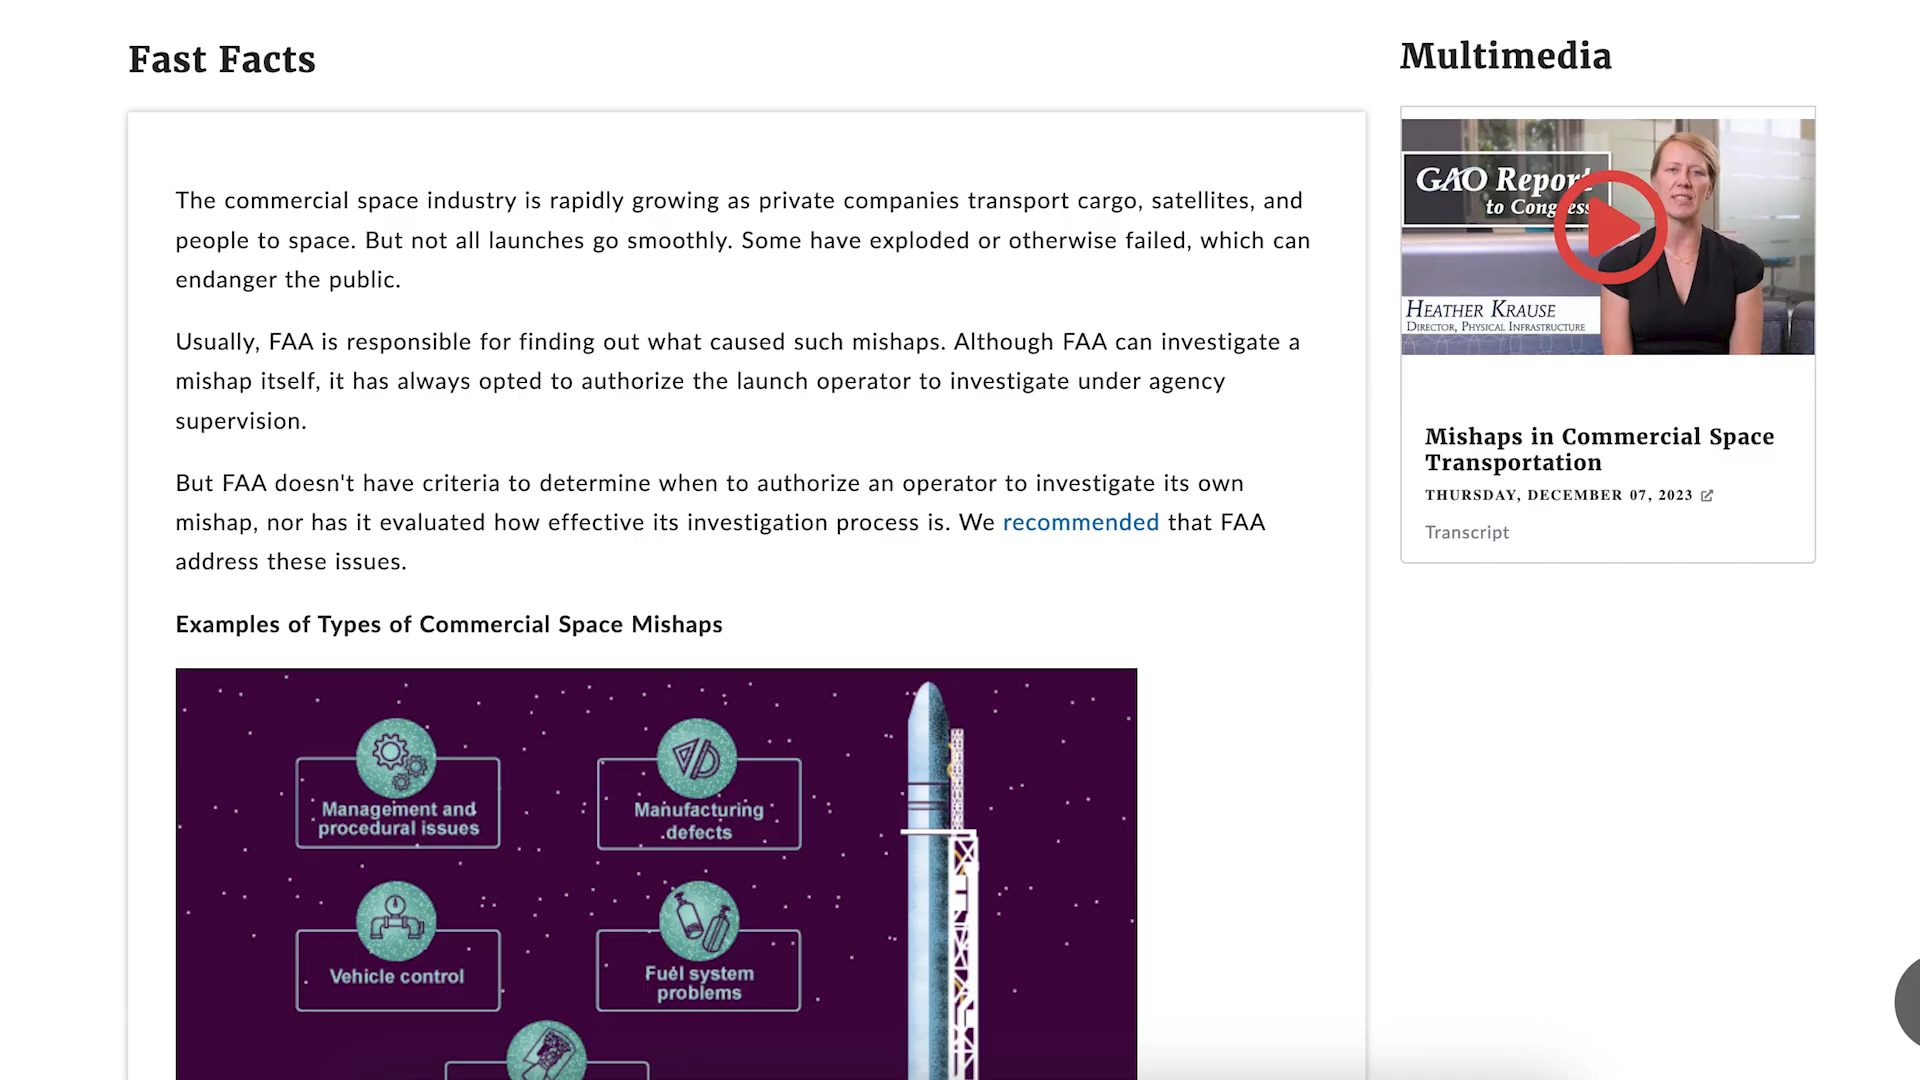 Fast Facts
The commercial space industry is rapidly growing as private companies transport cargo, satellites, and
people to space. But not all launches go smoothly. Some have exploded or otherwise failed, which can
endanger the public.
Usually, FAA is responsible for finding out what caused such mishaps. Although FAA can investigate a
mishap itself, it has always opted to authorize the launch operator to investigate under agency
supervision.
But FAA doesn't have criteria to determine when to authorize an operator to investigate its own
mishap, nor has it evaluated how effective its investigation process is. We recommended that FAA
address these issues.
Examples of Types of Commercial Space Mishaps
Management and
procedural issues
Manufacturing
defects
Vehicle control
Fuel system
problems
Multimedia
GAO Report
to Congress
HEATHER KRAUSE
DIRECTOR, PHYSICAL INFRASTRUCTURE
Mishaps in Commercial Space
Transportation
THURSDAY, DECEMBER 07, 2023
Transcript